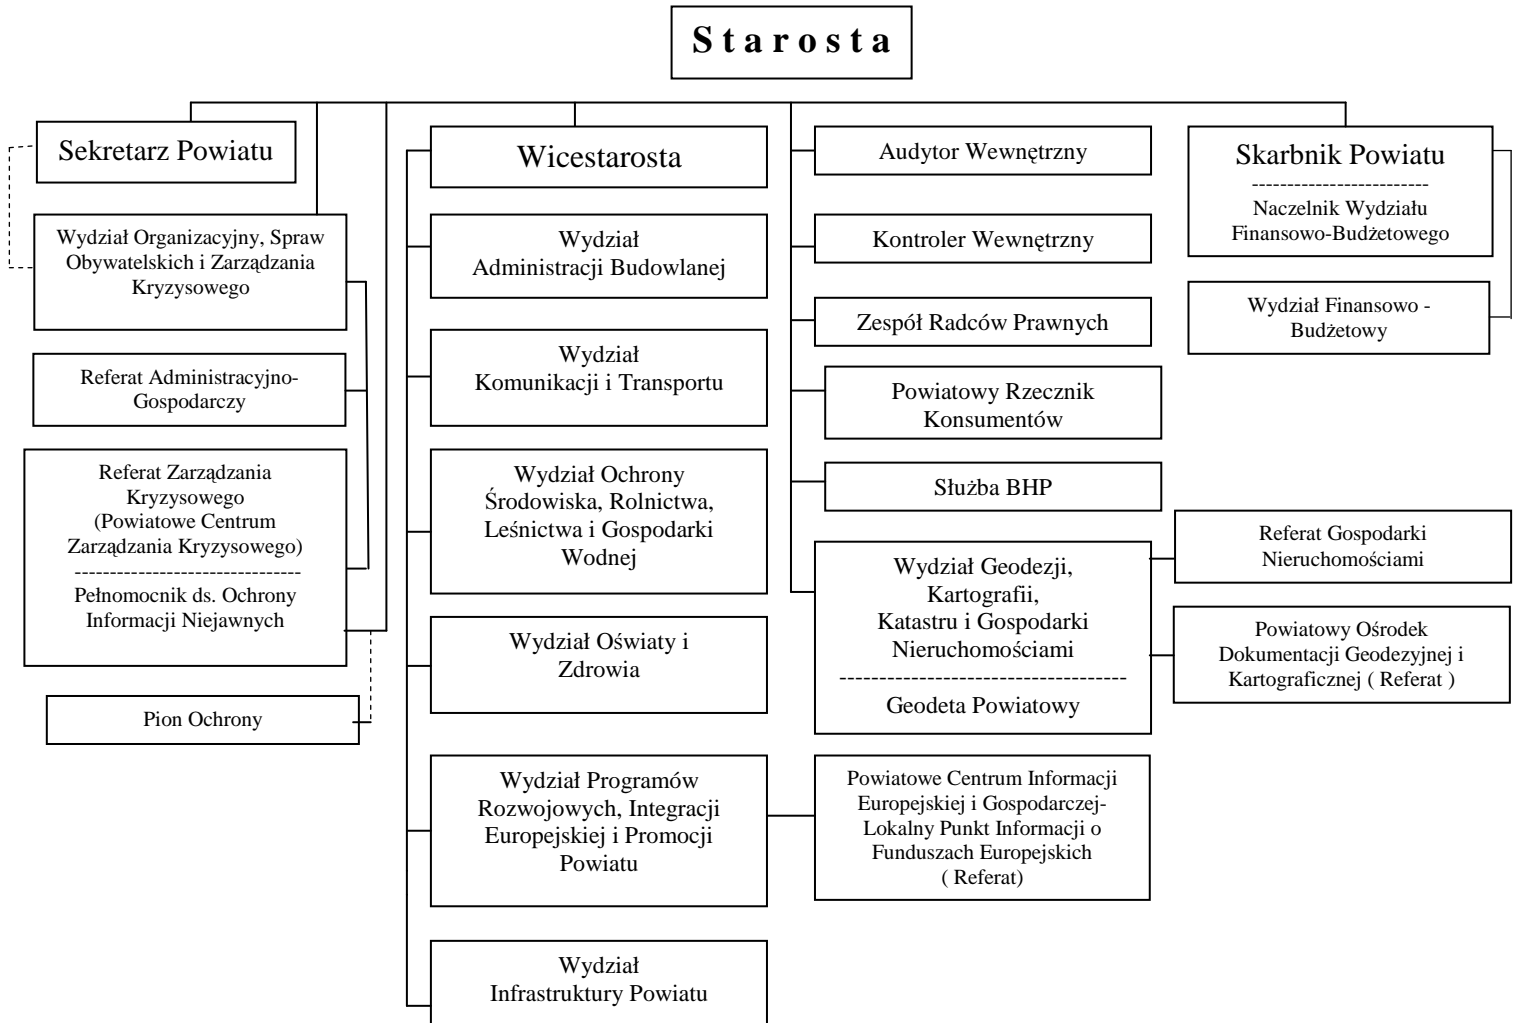 S t a r o s t a
Sekretarz Powiatu
Wydział Organizacyjny, Spraw
Obywatelskich i Zarządzania
Kryzysowego
Referat Administracyjno-
Gospodarczy
Referat Zarządzania
Kryzysowego
(Powiatowe Centrum
Zarządzania Kryzysowego)
--------------------------------
Pełnomocnik ds. Ochrony
Informacji Niejawnych
Pion Ochrony
Wicestarosta
Wydział
Administracji Budowlanej
Wydział
Komunikacji i Transportu
Wydział Ochrony
Środowiska, Rolnictwa,
Leśnictwa i Gospodarki
Wodnej
Wydział Oświaty i
Zdrowia
Wydział Programów
Rozwojowych, Integracji
Europejskiej i Promocji
Powiatu
Wydział
Infrastruktury Powiatu
Audytor Wewnętrzny
Kontroler Wewnętrzny
Zespół Radców Prawnych
Powiatowy Rzecznik
Konsumentów
Służba BHP
Wydział Geodezji,
Kartografii,
Katastru i Gospodarki
Nieruchomościami
------------------------------------
Geodeta Powiatowy
Powiatowe Centrum Informacji
Europejskiej i Gospodarczej-
Lokalny Punkt Informacji o
Funduszach Europejskich
( Referat)
Skarbnik Powiatu
-------------------------
Naczelnik Wydziału
Finansowo-Budżetowego
Wydział Finansowo -
Budżetowy
Referat Gospodarki
Nieruchomościami
Powiatowy Ośrodek
Dokumentacji Geodezyjnej i
Kartograficznej ( Referat )